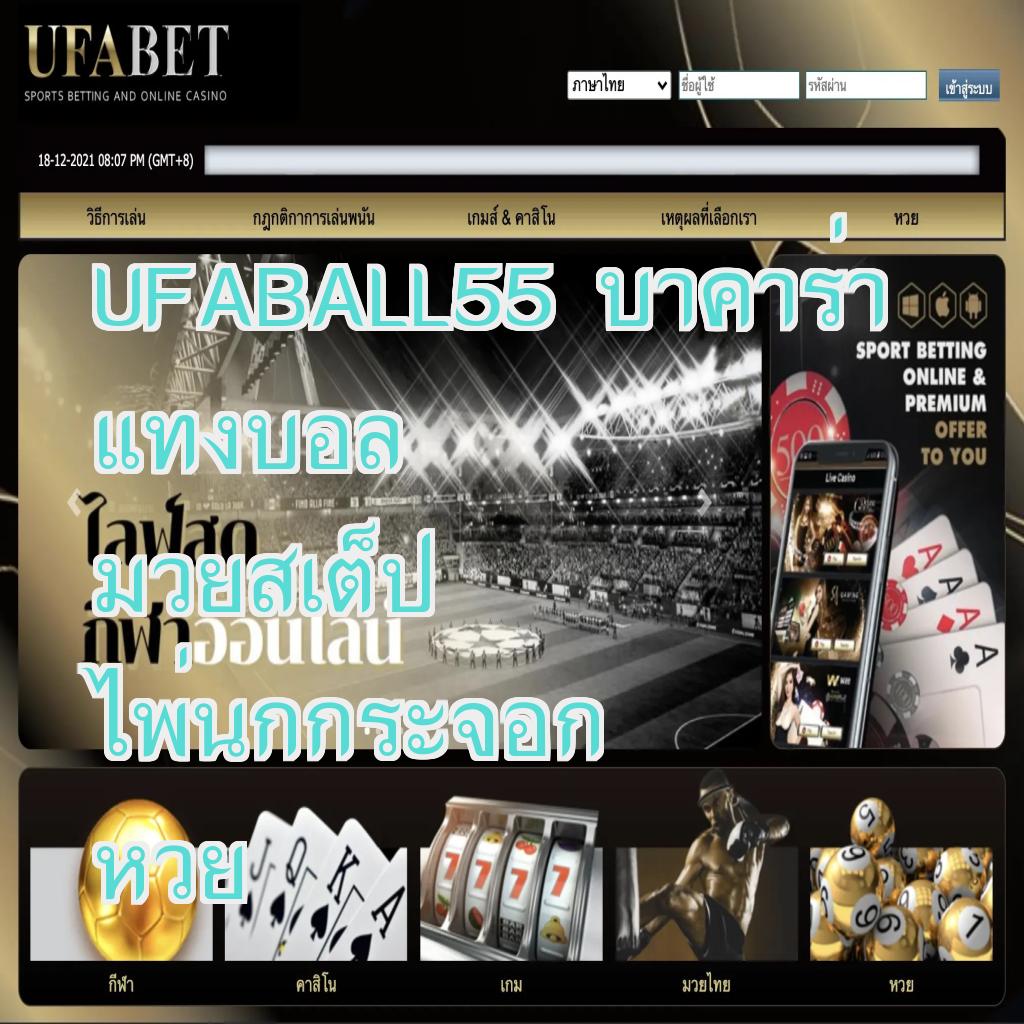 UFABET
SPORTS BETTING AND ONLINE CASINO
ภาษาไทย
ชื่อผู้ใช้
รหัสผ่าน
เข้าสู่ระบบ
18-12-2021 08:07 PM (GMT+8)
วิธีการเล่น
กฎกติกาการเล่นพนัน
เกมส์ & คาสิโน
เหตุผลที่เลือกเรา
หวย
UFABALL55 บาคาร่า
แทงบอล
ไลฟ์สด
มวยสเต็ป
กีฬาออนไลน์
ไพ่นกกระจอก
หวย
SPORT BETTING
ONLINE &
PREMIUM
OFFER
TO YOU
500
Live Casino
A
A
A
A
J
Q
K
A
7
7
7
7
กีฬา
คาสิโน
เกม
มวยไทย
หวย